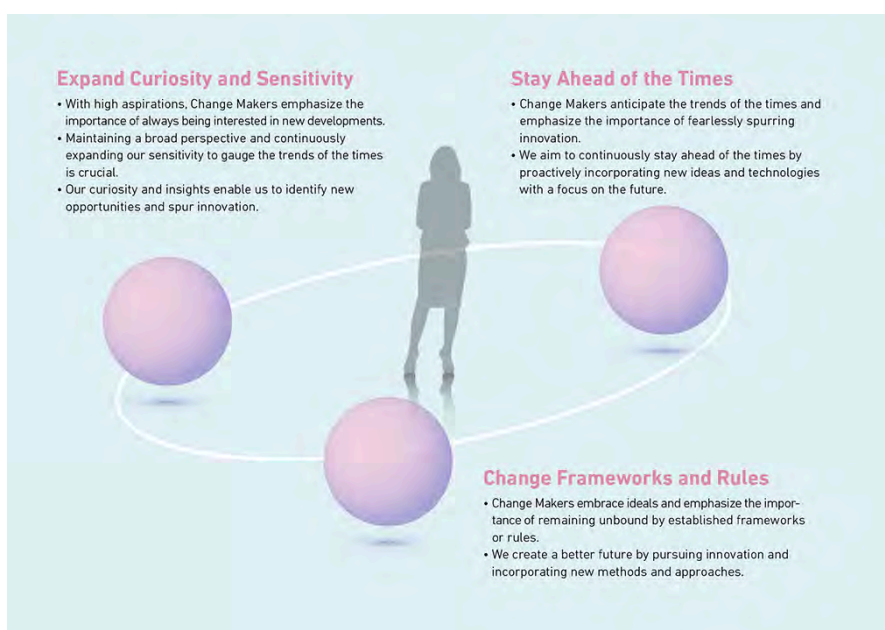 Expand Curiosity and Sensitivity
• With high aspirations, Change Makers emphasize the
importance of always being interested in new developments.
• Maintaining a broad perspective and continuously
expanding our sensitivity to gauge the trends of the times
is crucial.
• Our curiosity and insights enable us to identify new
opportunities and spur innovation.
Stay Ahead of the Times
• Change Makers anticipate the trends of the times and
emphasize the importance of fearlessly spurring
innovation.
• We aim to continuously stay ahead of the times by
proactively incorporating new ideas and technologies
with a focus on the future.
Change Frameworks and Rules
• Change Makers embrace ideals and emphasize the impor-
tance of remaining unbound by established frameworks
or rules.
• We create a better future by pursuing innovation and
incorporating new methods and approaches.